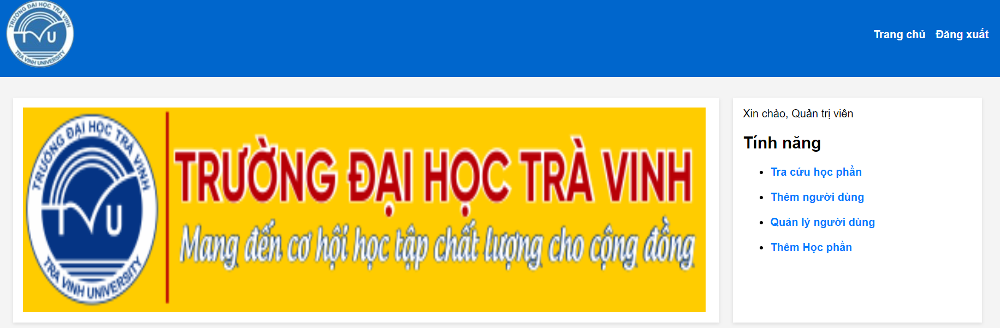 TRƯỜNG ĐẠI HỌC TRÀ VINH
TVU
TRA VINH UNIVERSITY
Trang chủ Đăng xuất
TRƯỜNG ĐẠI HỌC TRÀ VINH
TVU
TRA VINH UNIVERSITY
TRƯỜNG ĐẠI HỌC TRÀ VINH
Mang đến cơ hội học tập chất lượng cho cộng đồng
Xin chào, Quản trị viên
Tính năng
Tra cứu học phần
Thêm người dùng
Quản lý người dùng
Thêm Học phần